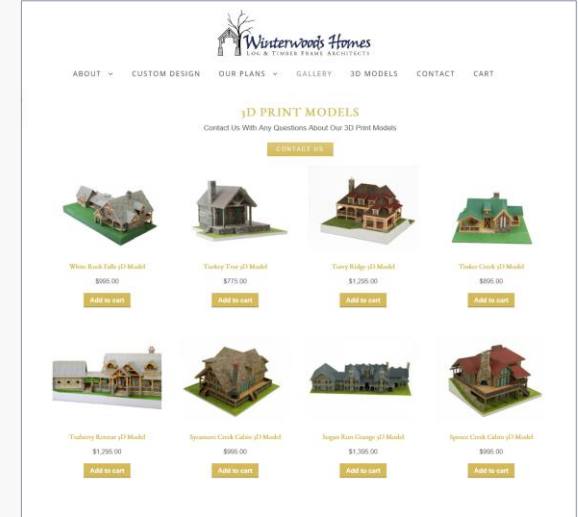 Winterwoods Homes
LOG & TIMBER FRAME ARCHITECTS
ABOUT CUSTOM DESIGN OUR PLANS GALLERY 3D MODELS CONTACT CART
3D PRINT MODELS
Contact Us With Any Questions About Our 3D Print Models
CONTACT US
White Rock Falls 3D Model Turkey Trot 3D Model Torry Ridge 3D Model Tinker Creek 3D Model
$995.00 $775.00 $1,295.00 $895.00
Add to cart Add to cart Add to cart Add to cart
Teaberry Retreat 3D Model Sycamore Creek Cabin 3D Model Sugar Run Grange 3D Model Spruce Creek Cabin 3D Model
$1,295.00 $995.00 $1,395.00 $995.00
Add to cart Add to cart Add to cart Add to cart